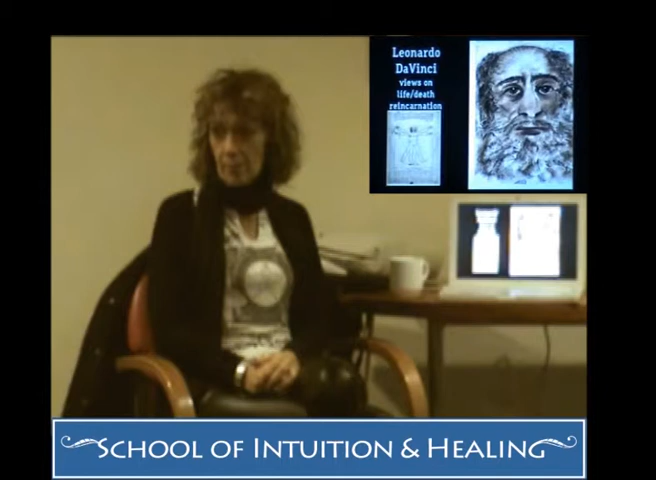 Leonardo
DaVinci
views on
life/death
reincarnation
SCHOOL OF INTUITION & HEALING